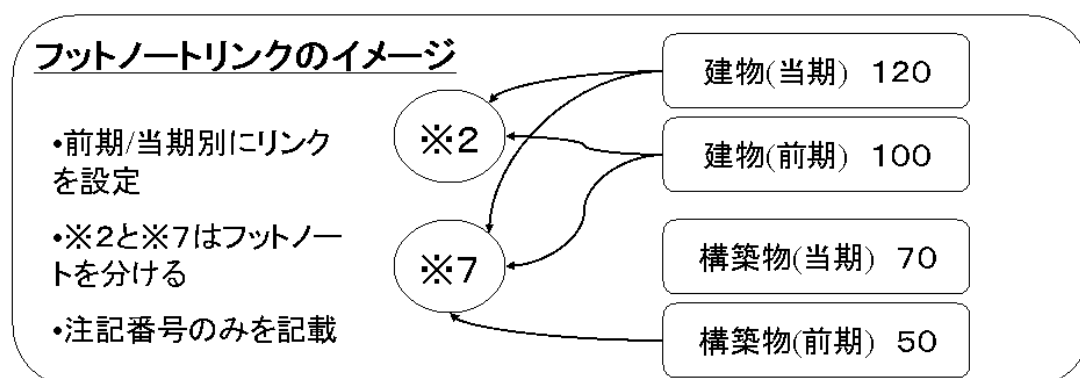 フットノートリンクのイメージ
•前期/当期別にリンク
を設定
•※2と※7はフットノー
トを分ける
•注記番号のみを記載
※2
※7
建物(当期) 120
建物(前期) 100
構築物(当期) 70
構築物(前期) 50